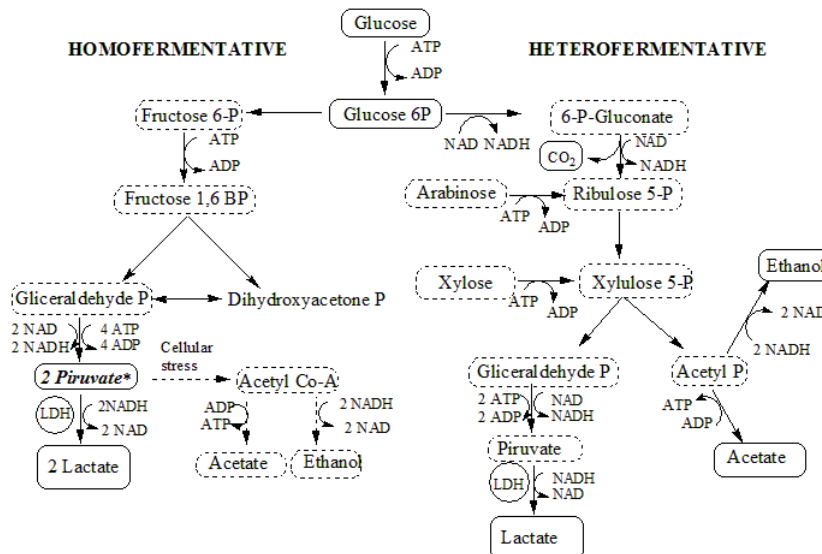 Glucose
HOMOFERMENTATIVE
HETEROFERMENTATIVE
ATP
ADP
Fructose 6-P
Glucose 6P
6-P-Gluconate
ATP
ADP
NAD NADH
CO2
NAD
NADH
Fructose 1,6 BP
Arabinose
Ribulose 5-P
ATP
ADP
Ethanol
Gliceraldehyde P
Dihydroxyacetone P
Xylose
Xylulose 5-P
ATP
ADP
2 NAD
2 NADH
2 NAD
2 NADH
4 ATP
4 ADP
Cellular
stress
2 Piruvate*
Acetyl Co-A
Gliceraldehyde P
Acetyl P
LDH
2NADH
2 NAD
ADP
ATP
2 NADH
2 NAD
2 ATP
2 ADP
NAD
NADH
ATP
ADP
2 Lactate
Acetate
Ethanol
Piruvate
Acetate
LDH
NADH
NAD
Lactate